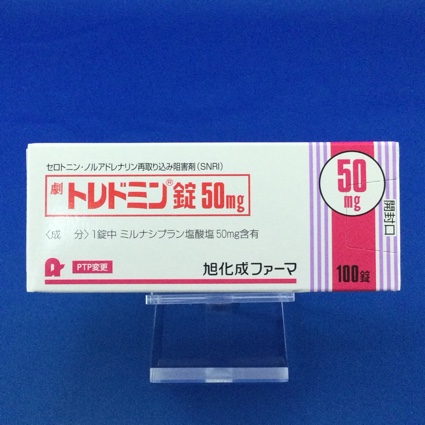 セロトニン・ノルアドレナリン再取り込み阻害剤(SNRI)
劇 トレドミン®錠50mg
〈成 分〉1錠中 ミルナシプラン塩酸塩 50mg含有
PTP変更
旭化成ファーマ
50
mg
開封口
100錠